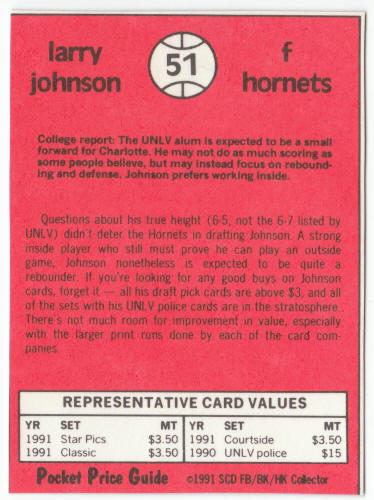 larry johnson
51
f hornets
College report: The UNLV alum is expected to be a small
forward for Charlotte. He may not do as much scoring as
some people believe, but may instead focus on rebound-
ing and defense. Johnson prefers working inside.
Questions about his true height (6-5, not the 6-7 listed by
UNLV) didn't deter the Hornets in drafting Johnson. A strong
inside player who still must prove he can play an outside
game, Johnson nonetheless is expected to be quite a
rebounder. If you're looking for any good buys on Johnson
cards, forget it — all his draft pick cards are above $3, and all
of the sets with his UNLV police cards are in the stratosphere.
There's not much room for improvement in value, especially
with the larger print runs done by each of the card com-
panies.
REPRESENTATIVE CARD VALUES
YR SET MT YR SET MT
1991 Star Pics $3.50 1991 Courtside $3.50
1991 Classic $3.50 1990 UNLV police $15
Pocket Price Guide ©1991 SCD FB/BK/HK Collector